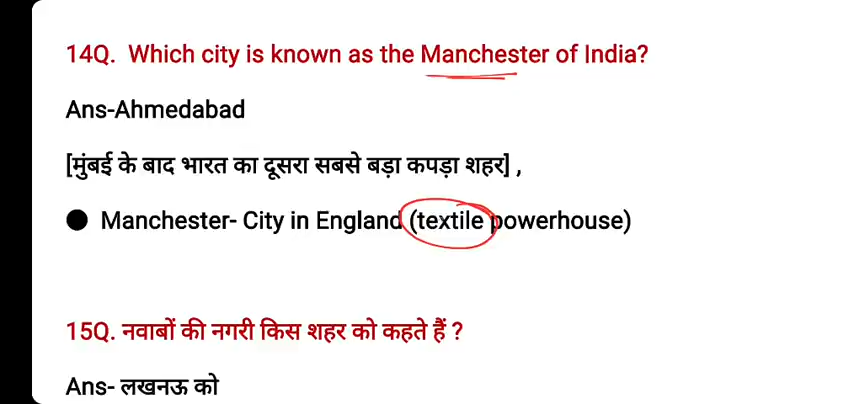 14Q. Which city is known as the Manchester of India?
Ans-Ahmedabad
[मुंबई के बाद भारत का दूसरा सबसे बड़ा कपड़ा शहर] ,
● Manchester- City in England (textile powerhouse)
15Q. नवाबों की नगरी किस शहर को कहते हैं ?
Ans- लखनऊ को